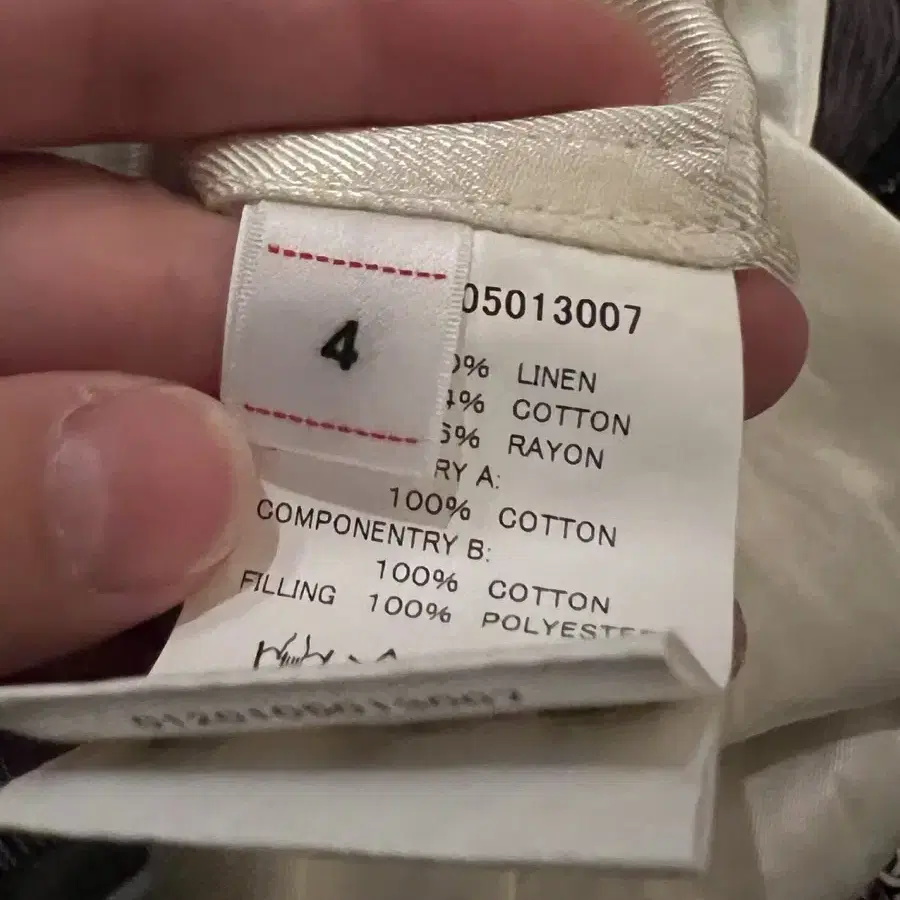 4
05013007
% LINEN
% COTTON
% RAYON
RY A:
100% COTTON
COMPONENTRY B:
100% COTTON
FILLING 100% POLYESTE